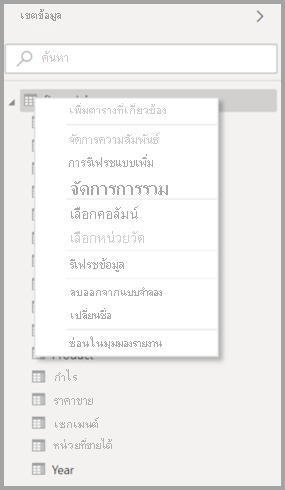 เขตข้อมูล
ค้นหา
เพิ่มตารางที่เกี่ยวข้อง
จัดการความสัมพันธ์
การรีเฟรชแบบเพิ่ม
จัดการการรวม
เลือกคอลัมน์
เลือกหน่วยวัด
รีเฟรชข้อมูล
ลบออกจากแบบจำลอง
เปลี่ยนชื่อ
ซ่อนในมุมมองรายงาน
Product
กำไร
ราคาขาย
เซกเมนต์
หน่วยที่ขายได้
Year